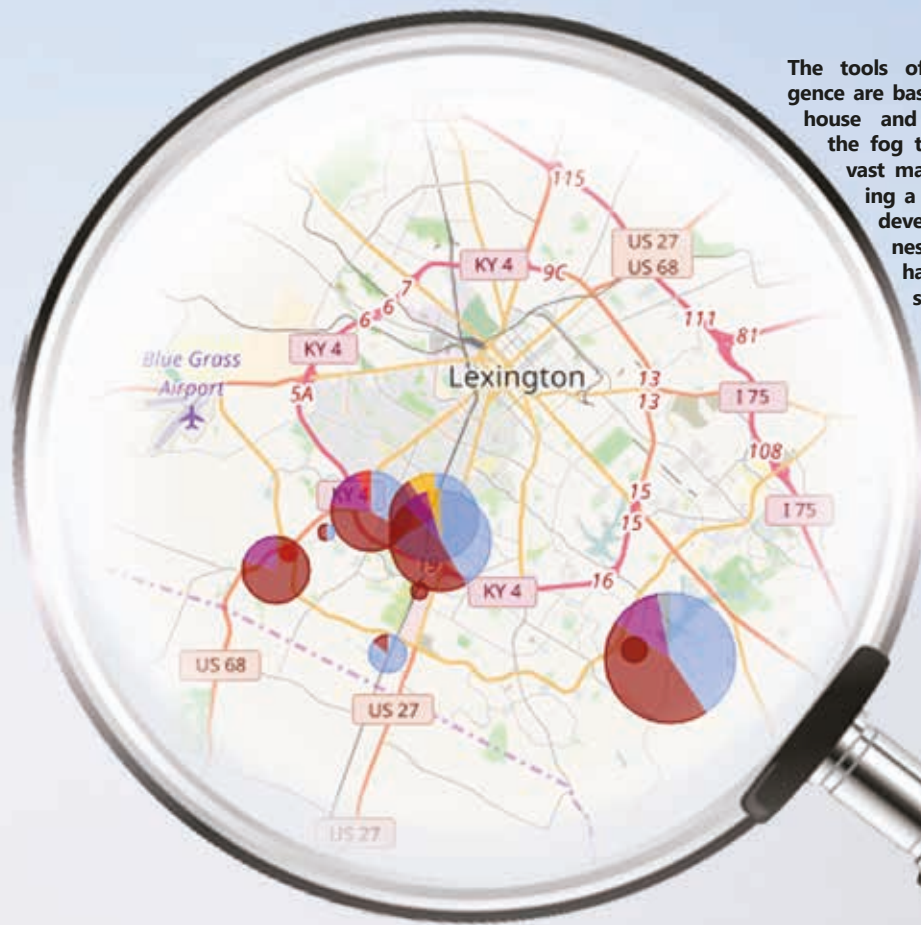 The tools of
gence are bas
house and
the fog t
vast ma
ing a
deve
nes
ha
s
115
US 27
US 68
KY 4
9C
7
6
6
111
81
KY 4
Blue Grass
Airport
Lexington
5A
13
13
I 75
108
KY 4
15
15
I 75
19
KY 4
16
US 68
US 27
US 27